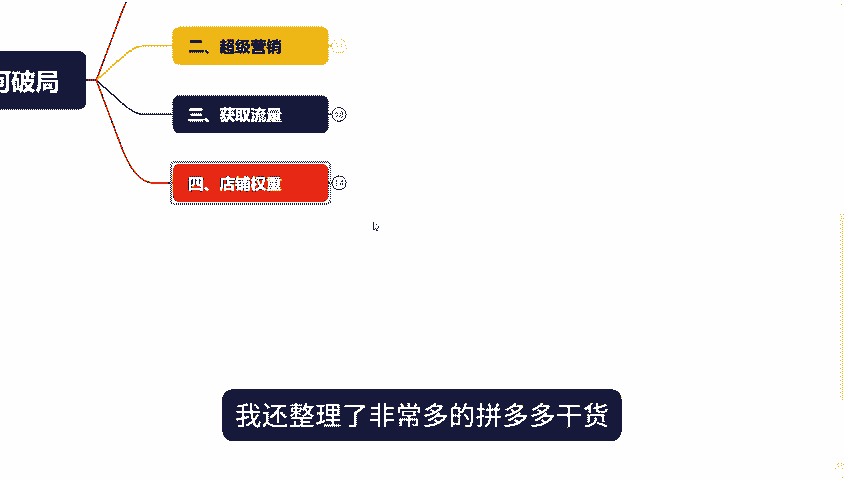 二、超级营销
何破局
三、获取流量
四、店铺权重
我还整理了非常多的拼多多干货